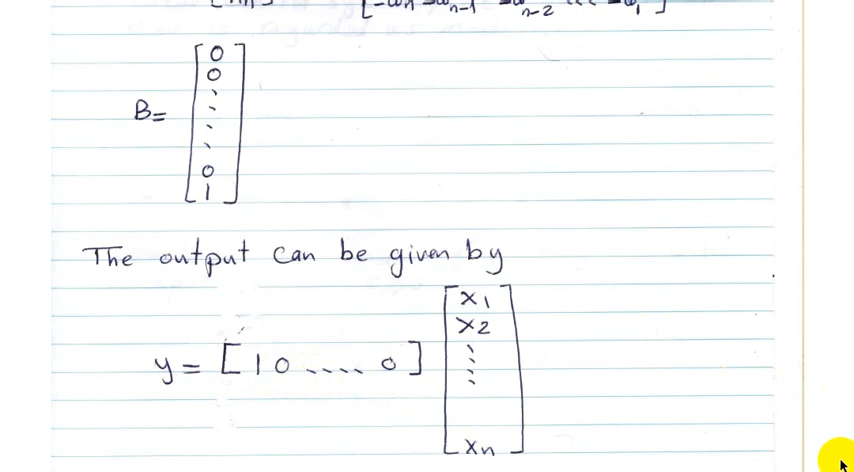 B = [0 0 ⋮ 0 1]
The output can be given by
y = [1 0 .... 0] [x1 x2 ⋮ xn]